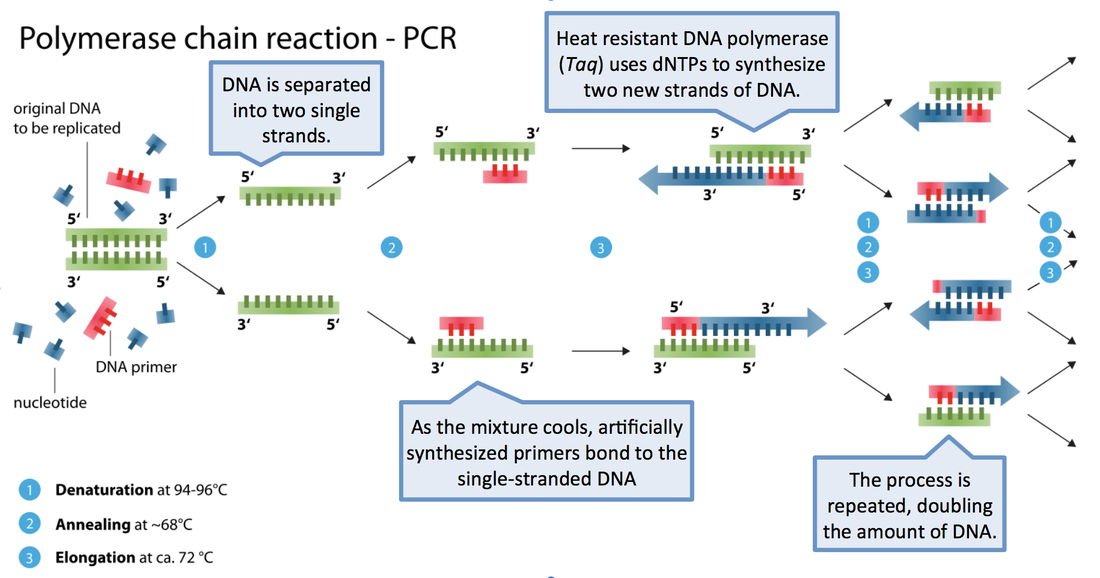 Polymerase chain reaction - PCR
original DNA
to be replicated
DNA is separated
into two single
strands.
Heat resistant DNA polymerase
(Taq) uses dNTPs to synthesize
two new strands of DNA.
5‘ 3‘
3‘ 5‘
5‘ 3‘
3‘ 5‘
5‘ 3‘
3‘ 5‘
5‘ 3‘
3‘ 5‘
5‘ 3‘
3‘ 5‘
1
2
3
1
2
3
1
2
3
DNA primer
nucleotide
As the mixture cools, artificially
synthesized primers bond to the
single-stranded DNA
The process is
repeated, doubling
the amount of DNA.
1 Denaturation at 94-96°C
2 Annealing at ~68°C
3 Elongation at ca. 72 °C